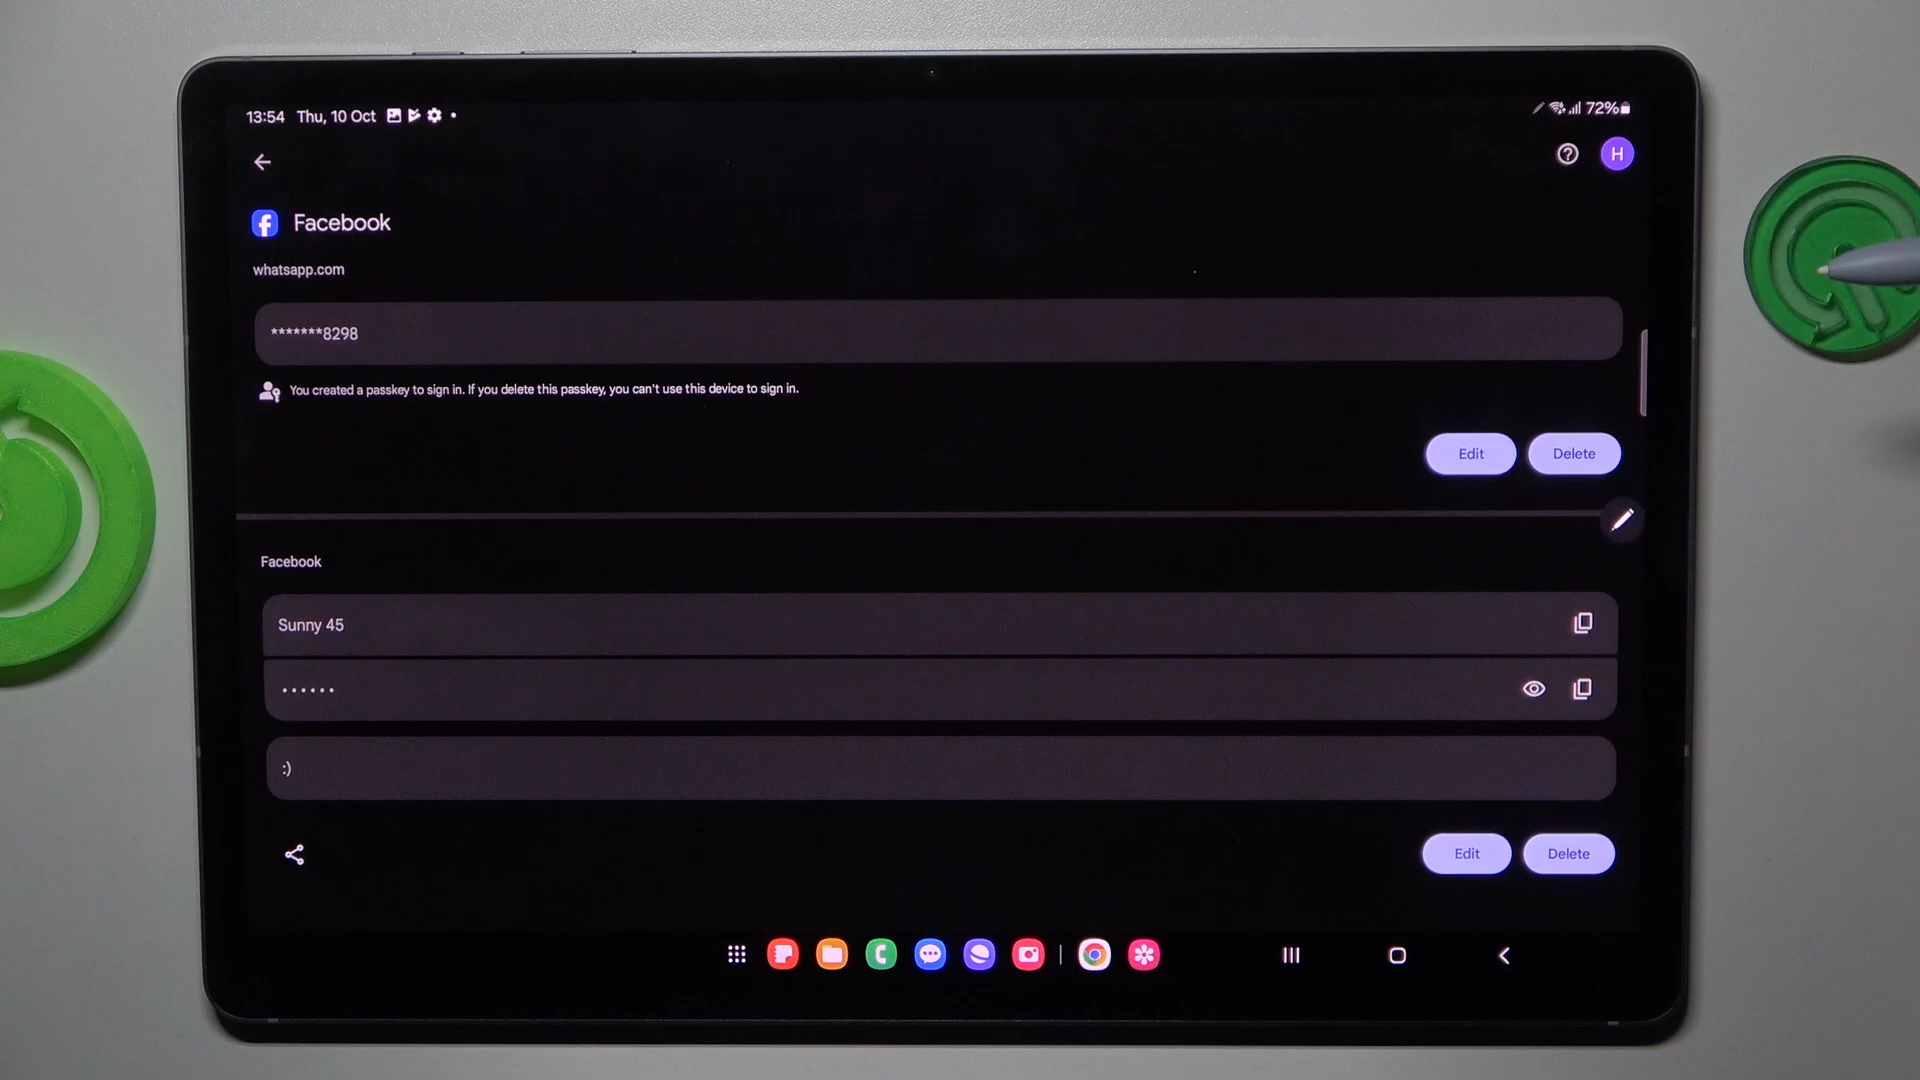 13:54 Thu, 10 Oct
72%
H
Facebook
whatsapp.com
*******8298
You created a passkey to sign in. If you delete this passkey, you can't use this device to sign in.
Edit Delete
Facebook
Sunny 45
••••••
:)
Edit Delete